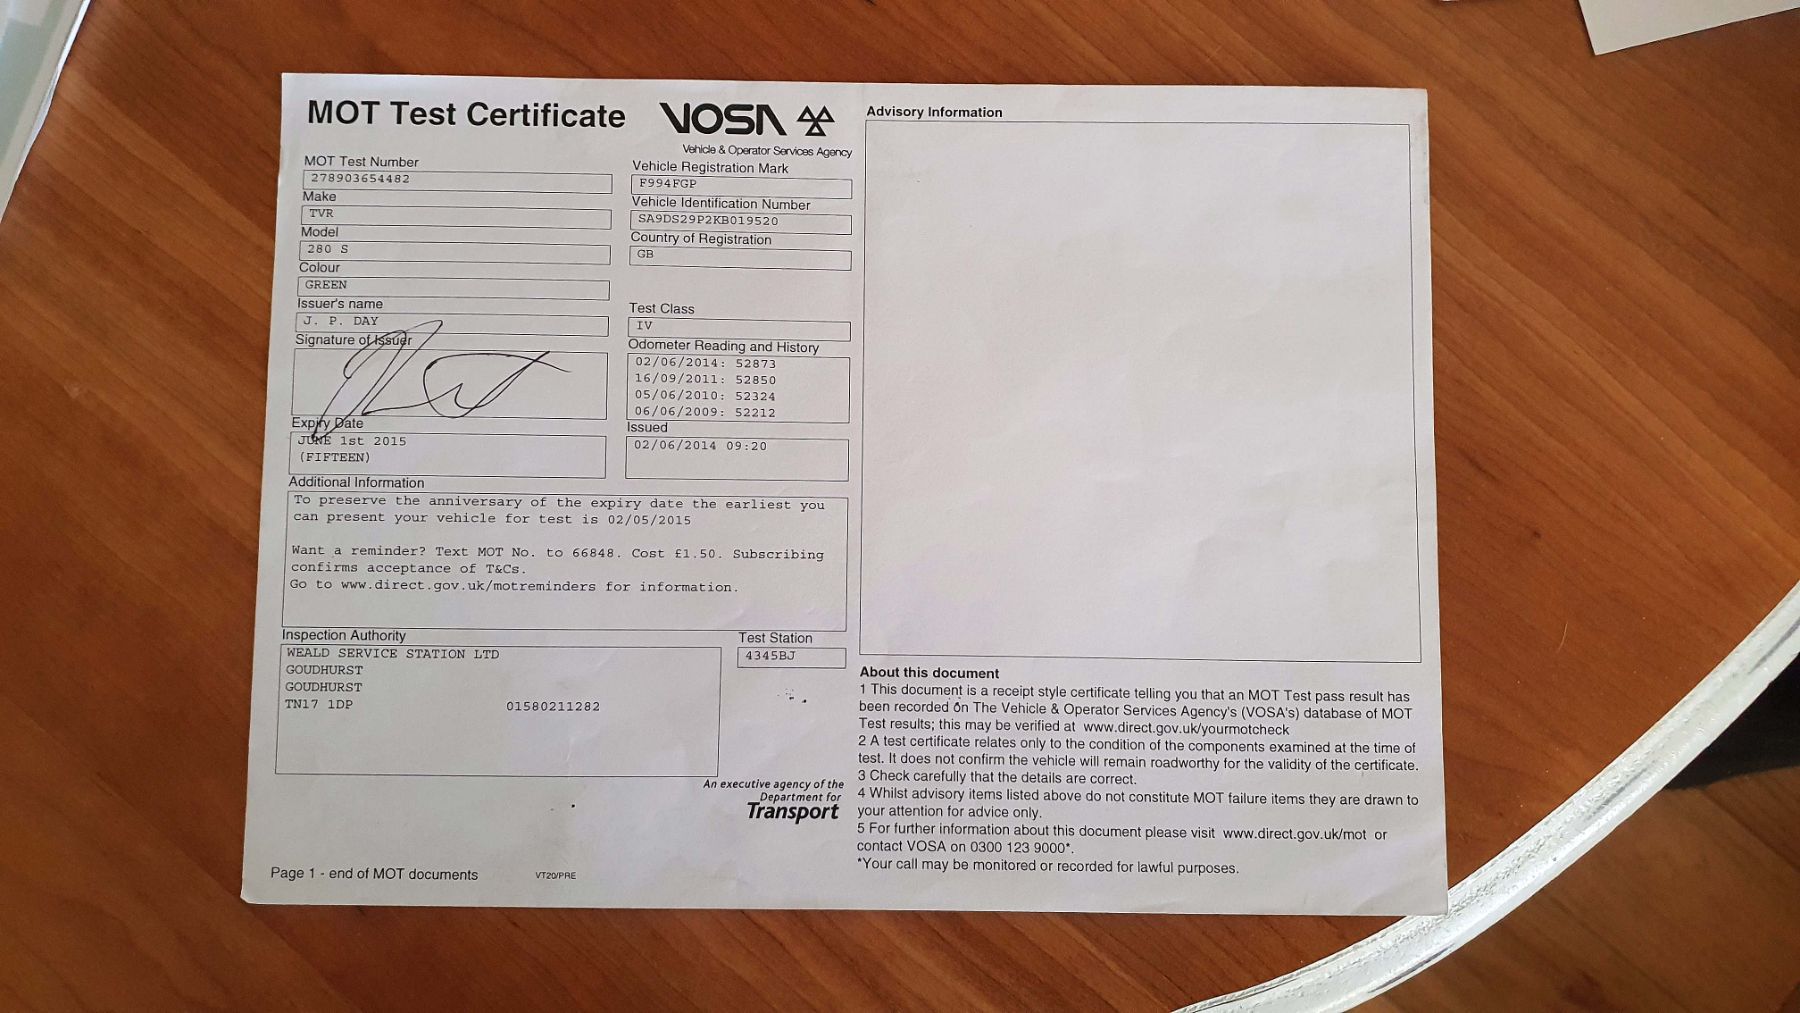 MOT Test Certificate
VOSA
Vehicle & Operator Services Agency
MOT Test Number
278903654482
Make
TVR
Model
280 S
Colour
GREEN
Issuer's name
J. P. DAY
Signature of Issuer
Expiry Date
JUNE 1st 2015
(FIFTEEN)
Vehicle Registration Mark
F994FGP
Vehicle Identification Number
SA9DS29P2KB019520
Country of Registration
GB
Test Class
IV
Odometer Reading and History
02/06/2014: 52873
16/09/2011: 52850
05/06/2010: 52324
06/06/2009: 52212
Issued
02/06/2014 09:20
Additional Information
To preserve the anniversary of the expiry date the earliest you
can present your vehicle for test is 02/05/2015
Want a reminder? Text MOT No. to 66848. Cost £1.50. Subscribing
confirms acceptance of T&Cs.
Go to www.direct.gov.uk/motreminders for information.
Inspection Authority
WEALD SERVICE STATION LTD
GOUDHURST
GOUDHURST
TN17 1DP 01580211282
Test Station
4345BJ
An executive agency of the
Department for
Transport
Page 1 - end of MOT documents
VT20/PRE
Advisory Information
About this document
1 This document is a receipt style certificate telling you that an MOT Test pass result has
been recorded on The Vehicle & Operator Services Agency's (VOSA's) database of MOT
Test results; this may be verified at www.direct.gov.uk/yourmotcheck
2 A test certificate relates only to the condition of the components examined at the time of
test. It does not confirm the vehicle will remain roadworthy for the validity of the certificate.
3 Check carefully that the details are correct.
4 Whilst advisory items listed above do not constitute MOT failure items they are drawn to
your attention for advice only.
5 For further information about this document please visit www.direct.gov.uk/mot or
contact VOSA on 0300 123 9000*.
*Your call may be monitored or recorded for lawful purposes.